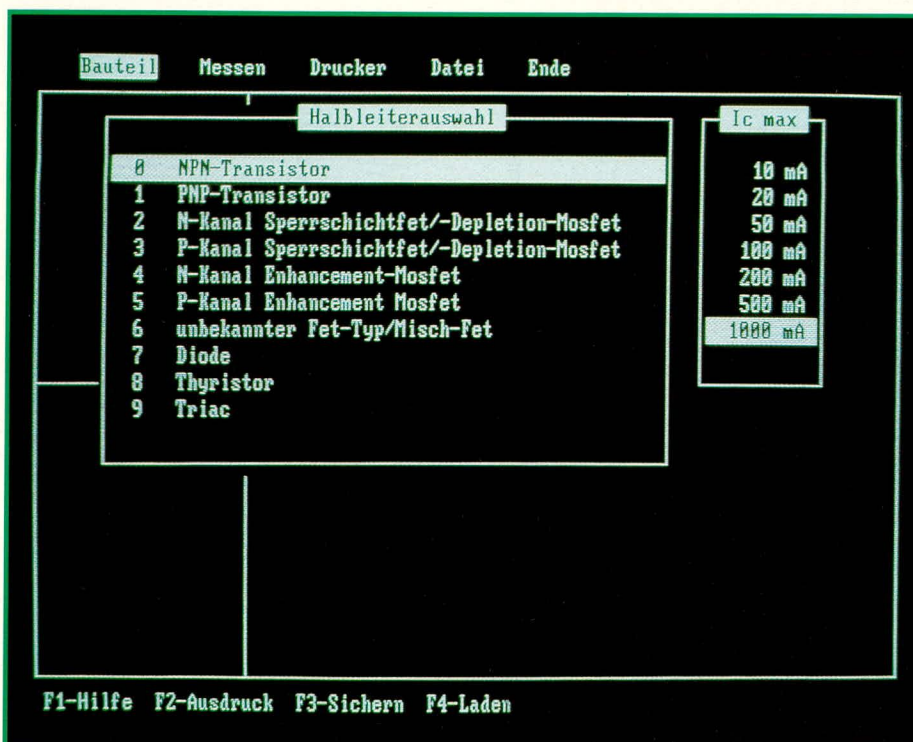 Bauteil Messen Drucker Datei Ende
Halbleiterauswahl
0 NPN-Transistor
1 PNP-Transistor
2 N-Kanal Sperrschichtfet/-Depletion-Mosfet
3 P-Kanal Sperrschichtfet/-Depletion-Mosfet
4 N-Kanal Enhancement-Mosfet
5 P-Kanal Enhancement Mosfet
6 unbekannter Fet-Typ/Misch-Fet
7 Diode
8 Thyristor
9 Triac
Ic max
10 mA
20 mA
50 mA
100 mA
200 mA
500 mA
1000 mA
F1-Hilfe F2-Ausdruck F3-Sichern F4-Laden